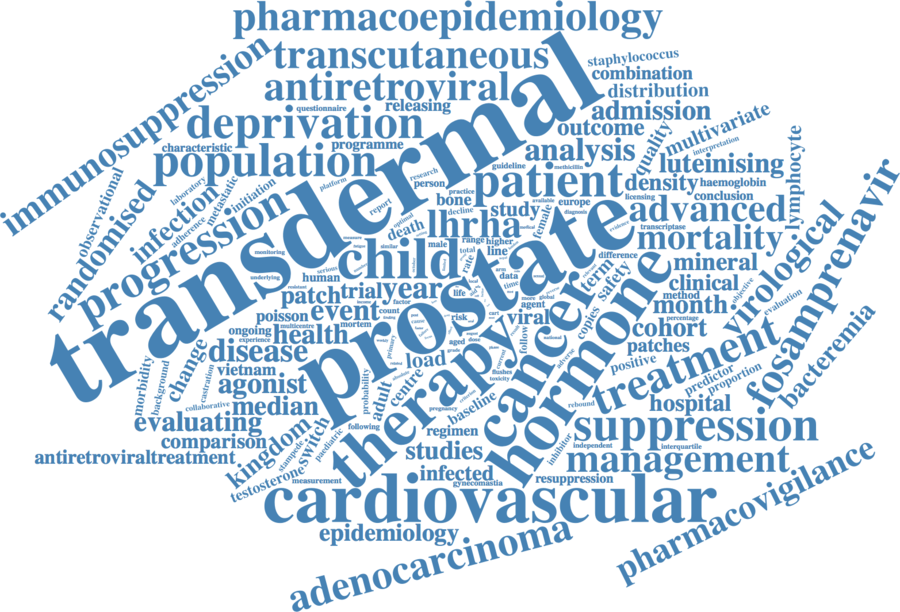 pharmacoepidemiology
transcutaneous
staphylococcus
immunosuppression
antiretroviral
combination
distribution
questionnaire
releasing
admission
deprivation
transdermal
outcome
quality
multivariate
interpretation
characteristic
programme
analysis
population
guideline
methicillin
luteinising
lymphocyte
laboratory
metastatic
platform
research
person
patient
density
haemoglobin
observational
randomised
infection
adherence
initiation
practice
bone
available
europe
licensing
conclusion
report
optimal
decline
study
female
diagnosis
advanced
fosamprenavir
progression
death
lhrha
method
evidence
transcriptase
male
range
higher
mortality
virological
monitoring
similar
child
total
line
difference
underlying
serious
human
rate
arm
data
term
safety
mineral
clinical
patch
trial
year
life
time
more
global
prostate
cancer
hormone
method
month
objective
evaluation
poisson
event
factor
agent
copies
percentage
ongoing
multicentre
mortem
count
risk
viral
cohort
experience
health
follow
national
patches
bacteremia
change
disease
primary
aged
adverse
positive
treatment
morbidity
background
vietnam
load
current
predictor
proportion
castration
agonist
probability
adult
centre
flushes
toxicity
collaborative
median
pregnancy
baseline
rebound
hospital
evaluating
kingdom
switch
following
therapy
regimen
suppression
comparison
stampede
paediatric
studies
inhibitor
independent
interquartile
antiretroviraltreatment
testosterone
measurement
infected
gynecomastia
resuppression
management
cardiovascular
pharmacovigilance
epidemiology
adenocarcinoma